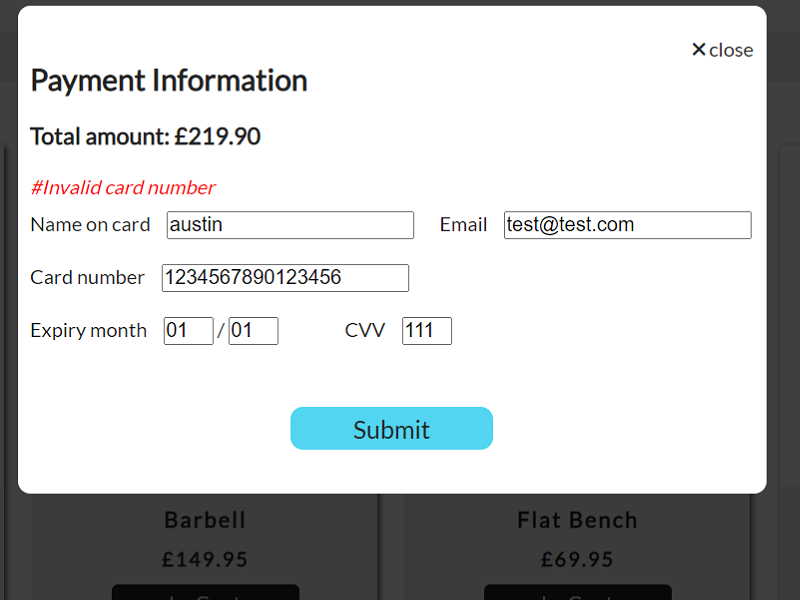 ✕ close
Payment Information
Total amount: £219.90
#Invalid card number
Name on card austin Email test@test.com
Card number 1234567890123456
Expiry month 01 / 01 CVV 111
Submit
Barbell Flat Bench
£149.95 £69.95